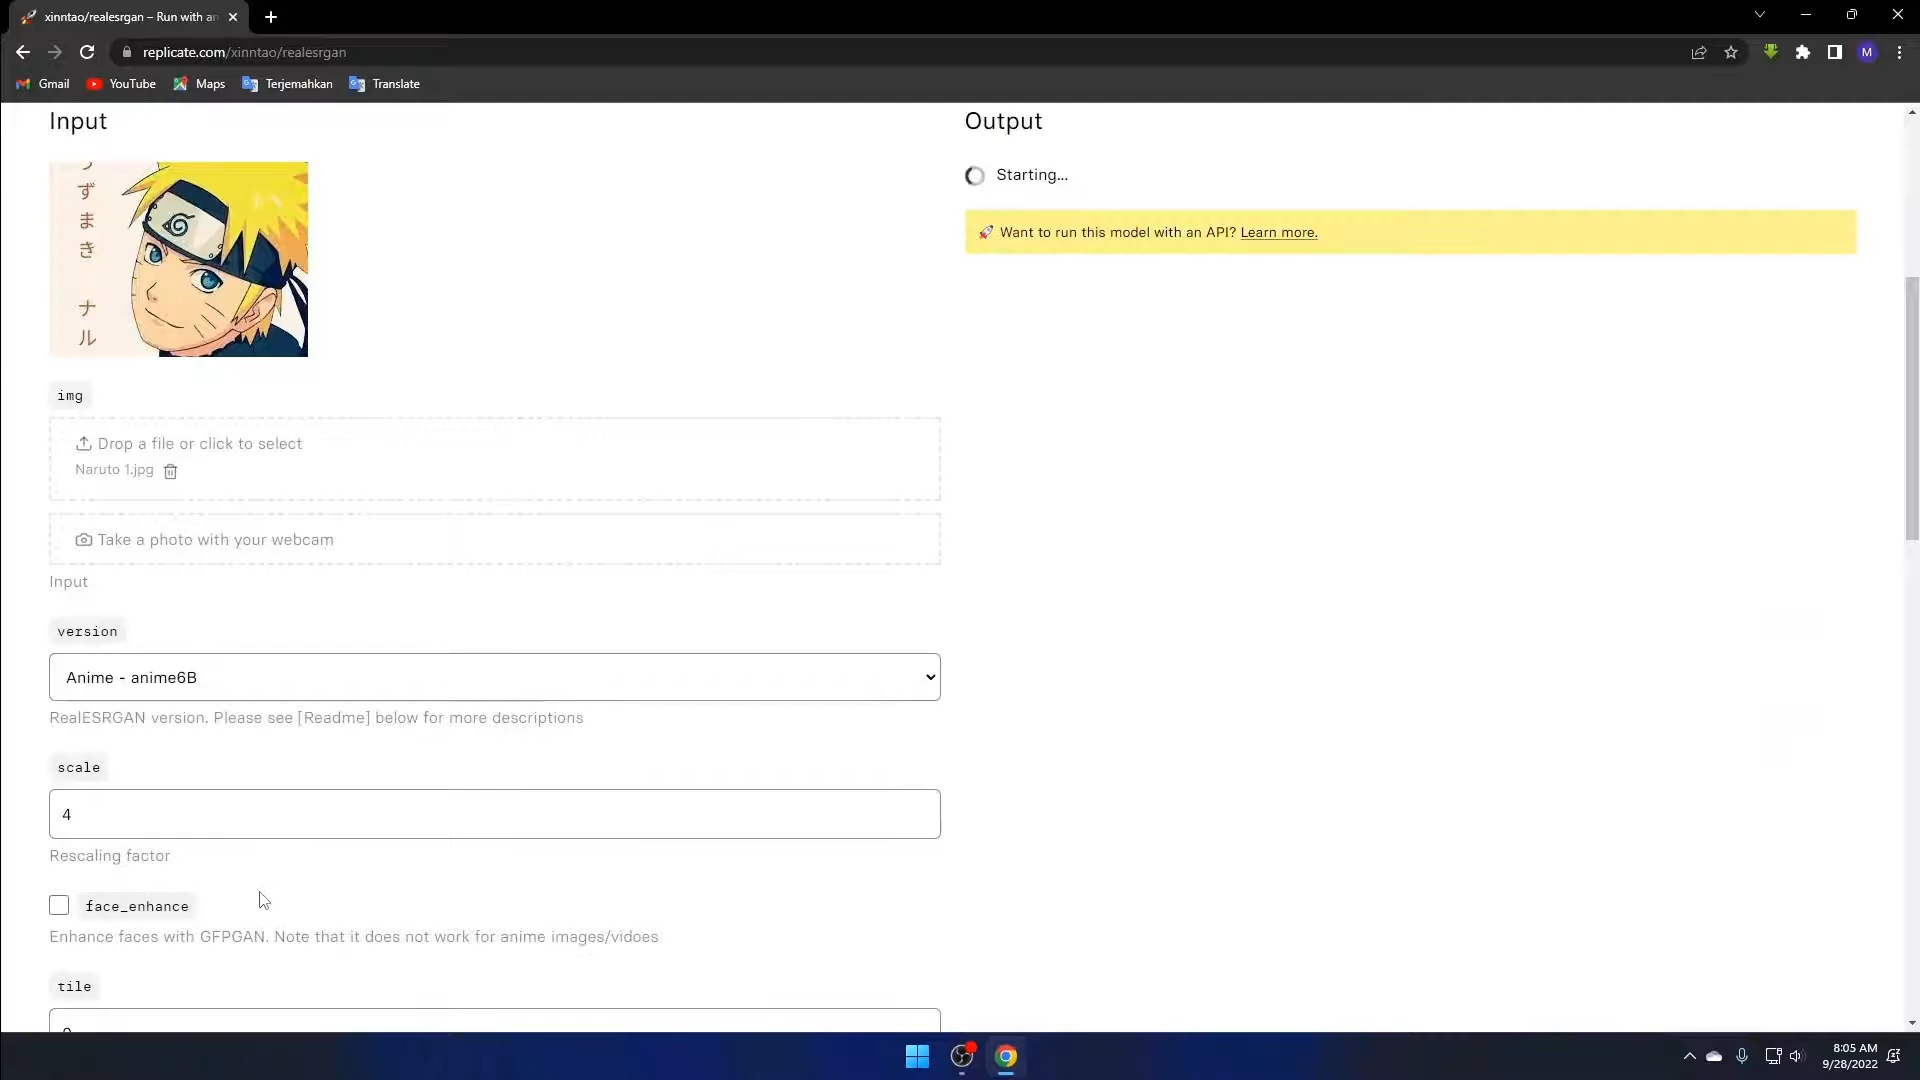 xinntao/realesrgan – Run with an
replicate.com/xinntao/realesrgan
M
Gmail
YouTube
Maps
Terjemahkan
Translate
Input
Output
ずまき ナル
Starting...
Want to run this model with an API? Learn more.
img
Drop a file or click to select
Naruto 1.jpg
Take a photo with your webcam
Input
version
Anime - anime6B
RealESRGAN version. Please see [Readme] below for more descriptions
scale
4
Rescaling factor
face_enhance
Enhance faces with GFPGAN. Note that it does not work for anime images/vidoes
tile
8:05 AM
9/28/2022